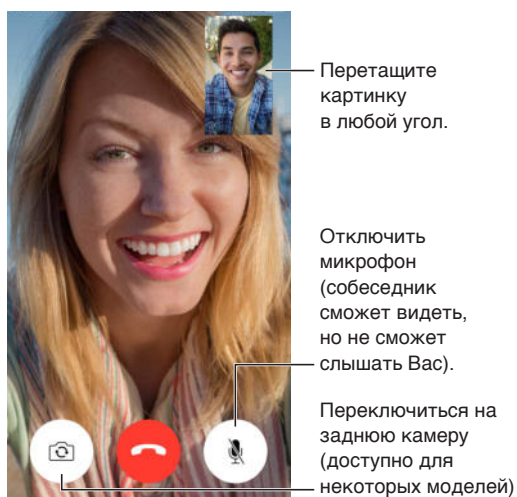 Перетащите
картинку
в любой угол.
Отключить
микрофон
(собеседник
сможет видеть,
но не сможет
слышать Вас).
Переключиться на
заднюю камеру
(доступно для
некоторых моделей)